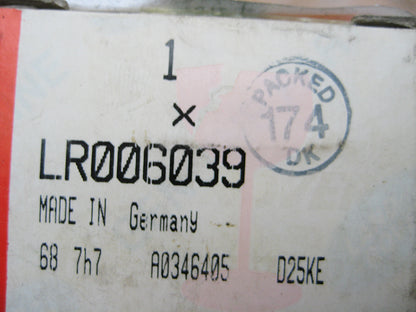 1
×
LR006039
MADE IN Germany
68 7h7 A0346405 D25KE
PACKED
174
DK